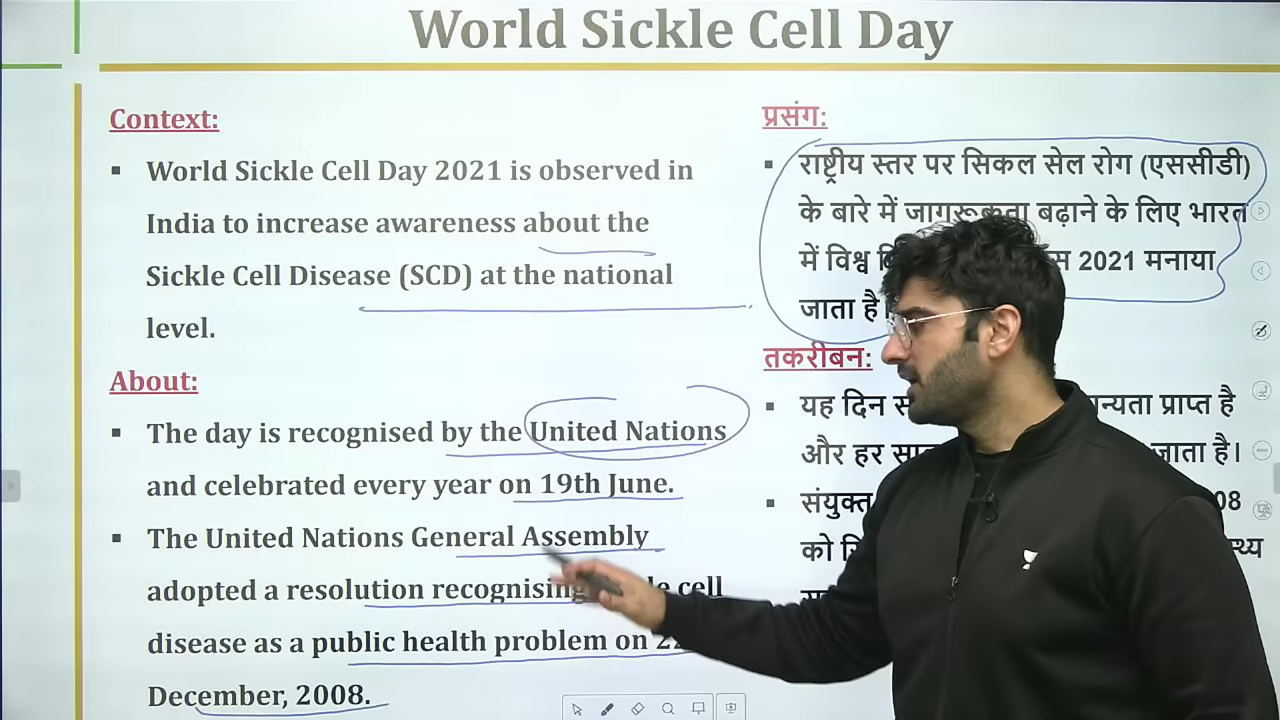 World Sickle Cell Day
Context:
▪ World Sickle Cell Day 2021 is observed in
India to increase awareness about the
Sickle Cell Disease (SCD) at the national
level.
About:
▪ The day is recognised by the United Nations
and celebrated every year on 19th June.
▪ The United Nations General Assembly
adopted a resolution recognising cell
disease as a public health problem on
December, 2008.
प्रसंग:
▪ राष्ट्रीय स्तर पर सिकल सेल रोग (एससीडी)
के बारे में जागरूकता बढ़ाने के लिए भारत
में विश्व 2021 मनाया
जाता है।
तकरीबन:
▪ यह दिन प्राप्त है
और हर जाता है।
▪ संयुक्त
को